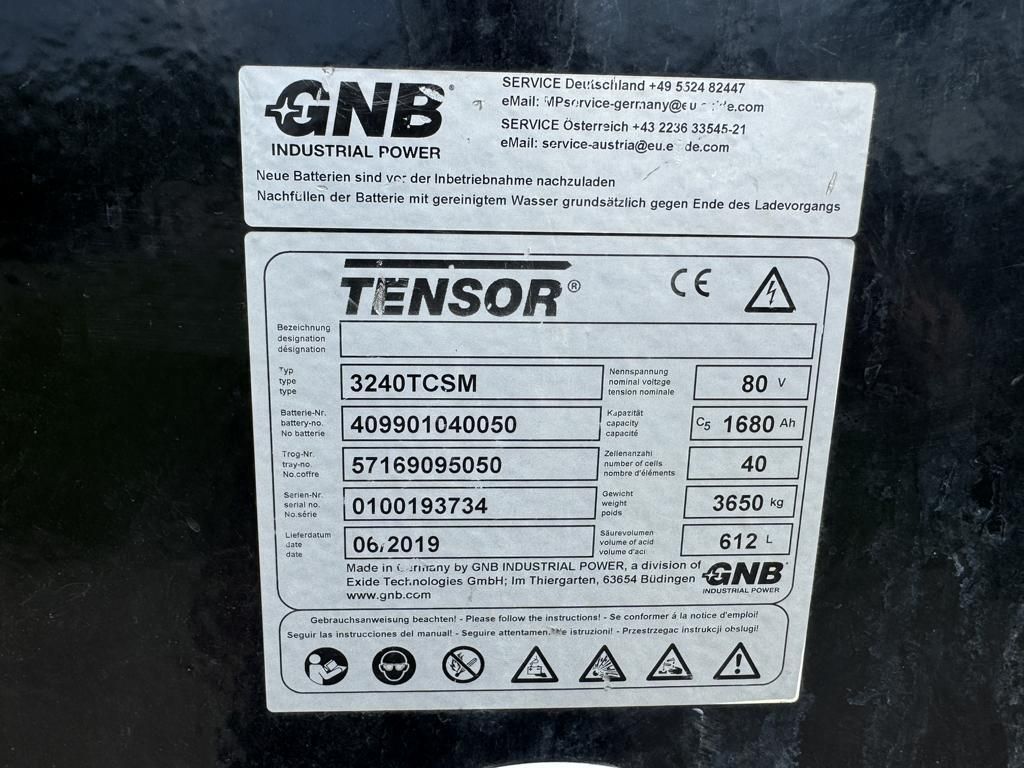 GNB®
INDUSTRIAL POWER
SERVICE Deutschland +49 5524 82447
SERVICE Österreich +43 2236 33545-21
Neue Batterien sind vor der Inbetriebnahme nachzuladen
Nachfüllen der Batterie mit gereinigtem Wasser grundsätzlich gegen Ende des Ladevorgangs
TENSOR®
CE
Bezeichnung
designation
désignation
Typ
type
type
3240TCSM
Nennspannung
nominal voltage
tension nominale
80 V
Batterie-Nr.
battery-no.
No batterie
409901040050
Kapazität
capacity
capacité
C5 1680 Ah
Trog-Nr.
tray-no.
No.coffre
57169095050
Zellenanzahl
number of cells
nombre d'éléments
40
Serien-Nr.
serial no.
No.série
0100193734
Gewicht
weight
poids
3650 kg
Lieferdatum
date
date
06/2019
Säurevolumen
volume of acid
volume d'aci
612 L
Made in Germany by GNB INDUSTRIAL POWER, a division of
Exide Technologies GmbH; Im Thiergarten, 63654 Büdingen
www.gnb.com
GNB®
INDUSTRIAL POWER
Gebrauchsanweisung beachten! - Please follow the instructions! - Se conformer á la notice d'emploi!
Seguir las instrucciones del manual! - Seguire attentamente istruzioni! - Przestrzegac instrukcji obslugi!